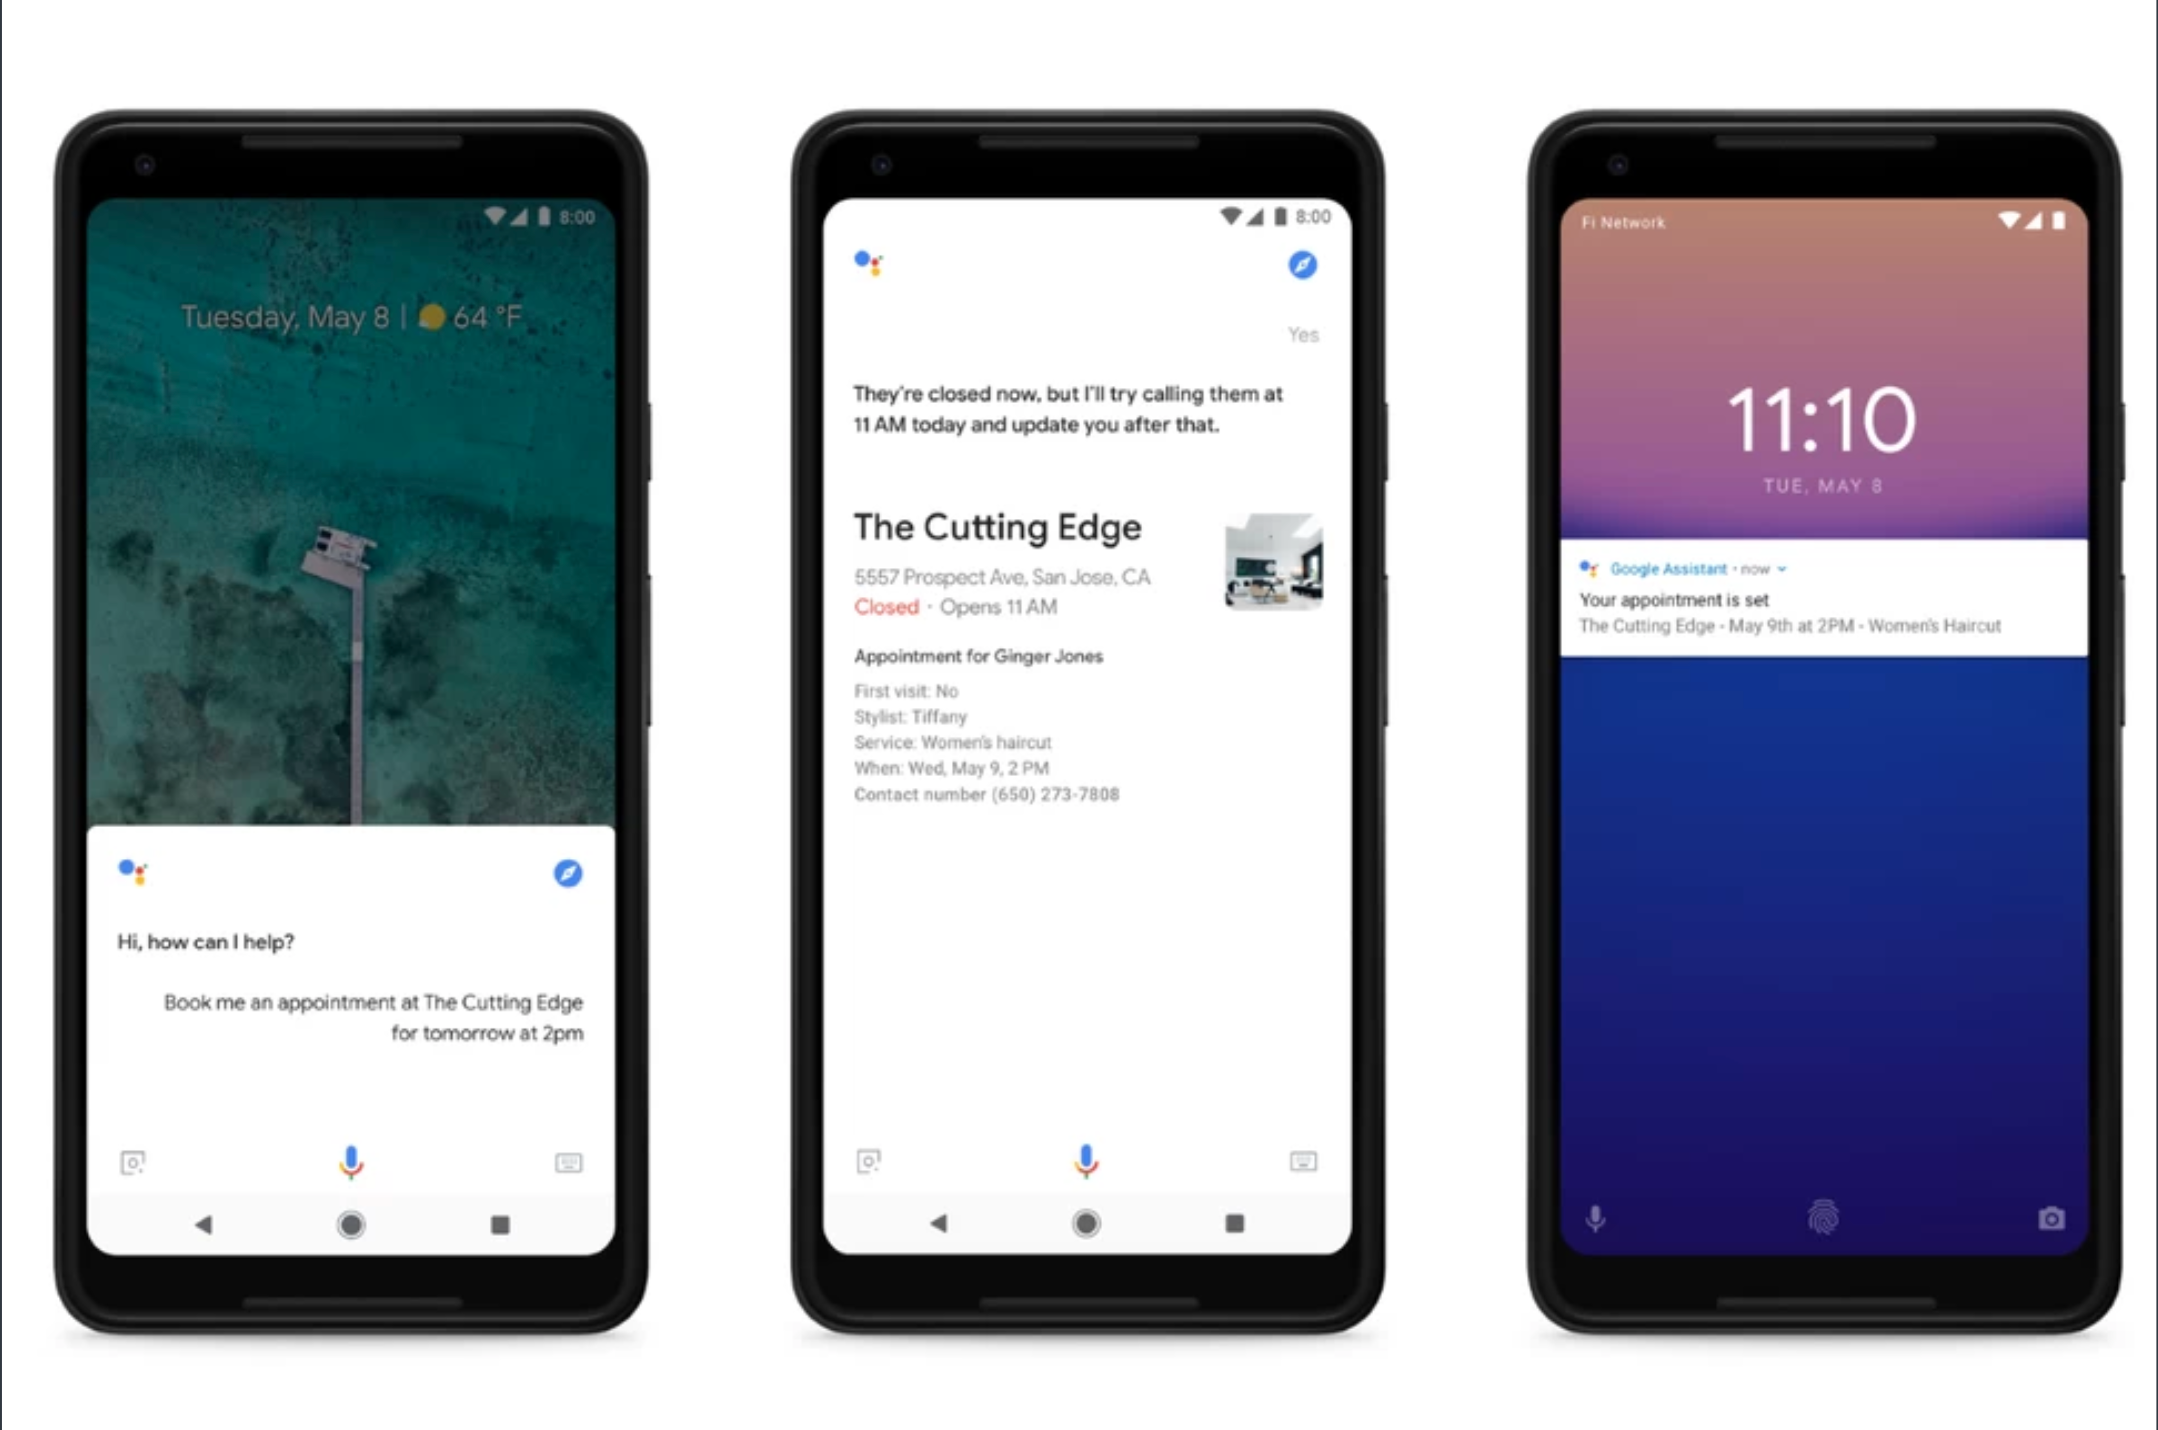 8:00
Tuesday, May 8 | 64 °F
Hi, how can I help?
Book me an appointment at The Cutting Edge
for tomorrow at 2pm
8:00
Yes
They're closed now, but I'll try calling them at
11 AM today and update you after that.
The Cutting Edge
5557 Prospect Ave, San Jose, CA
Closed · Opens 11 AM
Appointment for Ginger Jones
First visit: No
Stylist: Tiffany
Service: Women's haircut
When: Wed, May 9, 2 PM
Contact number (650) 273-7808
Fi Network
11:10
TUE, MAY 8
Google Assistant · now
Your appointment is set
The Cutting Edge - May 9th at 2PM - Women's Haircut